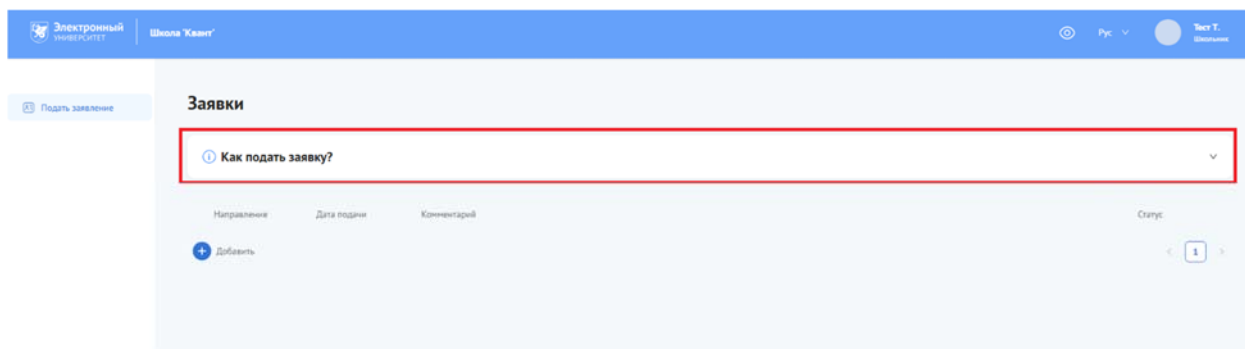 Электронный
УНИВЕРСИТЕТ
Школа 'Квант'
Рус
Тест Т.
Школьник
Подать заявление
Заявки
Как подать заявку?
Направление Дата подачи Комментарий Статус
Добавить
1